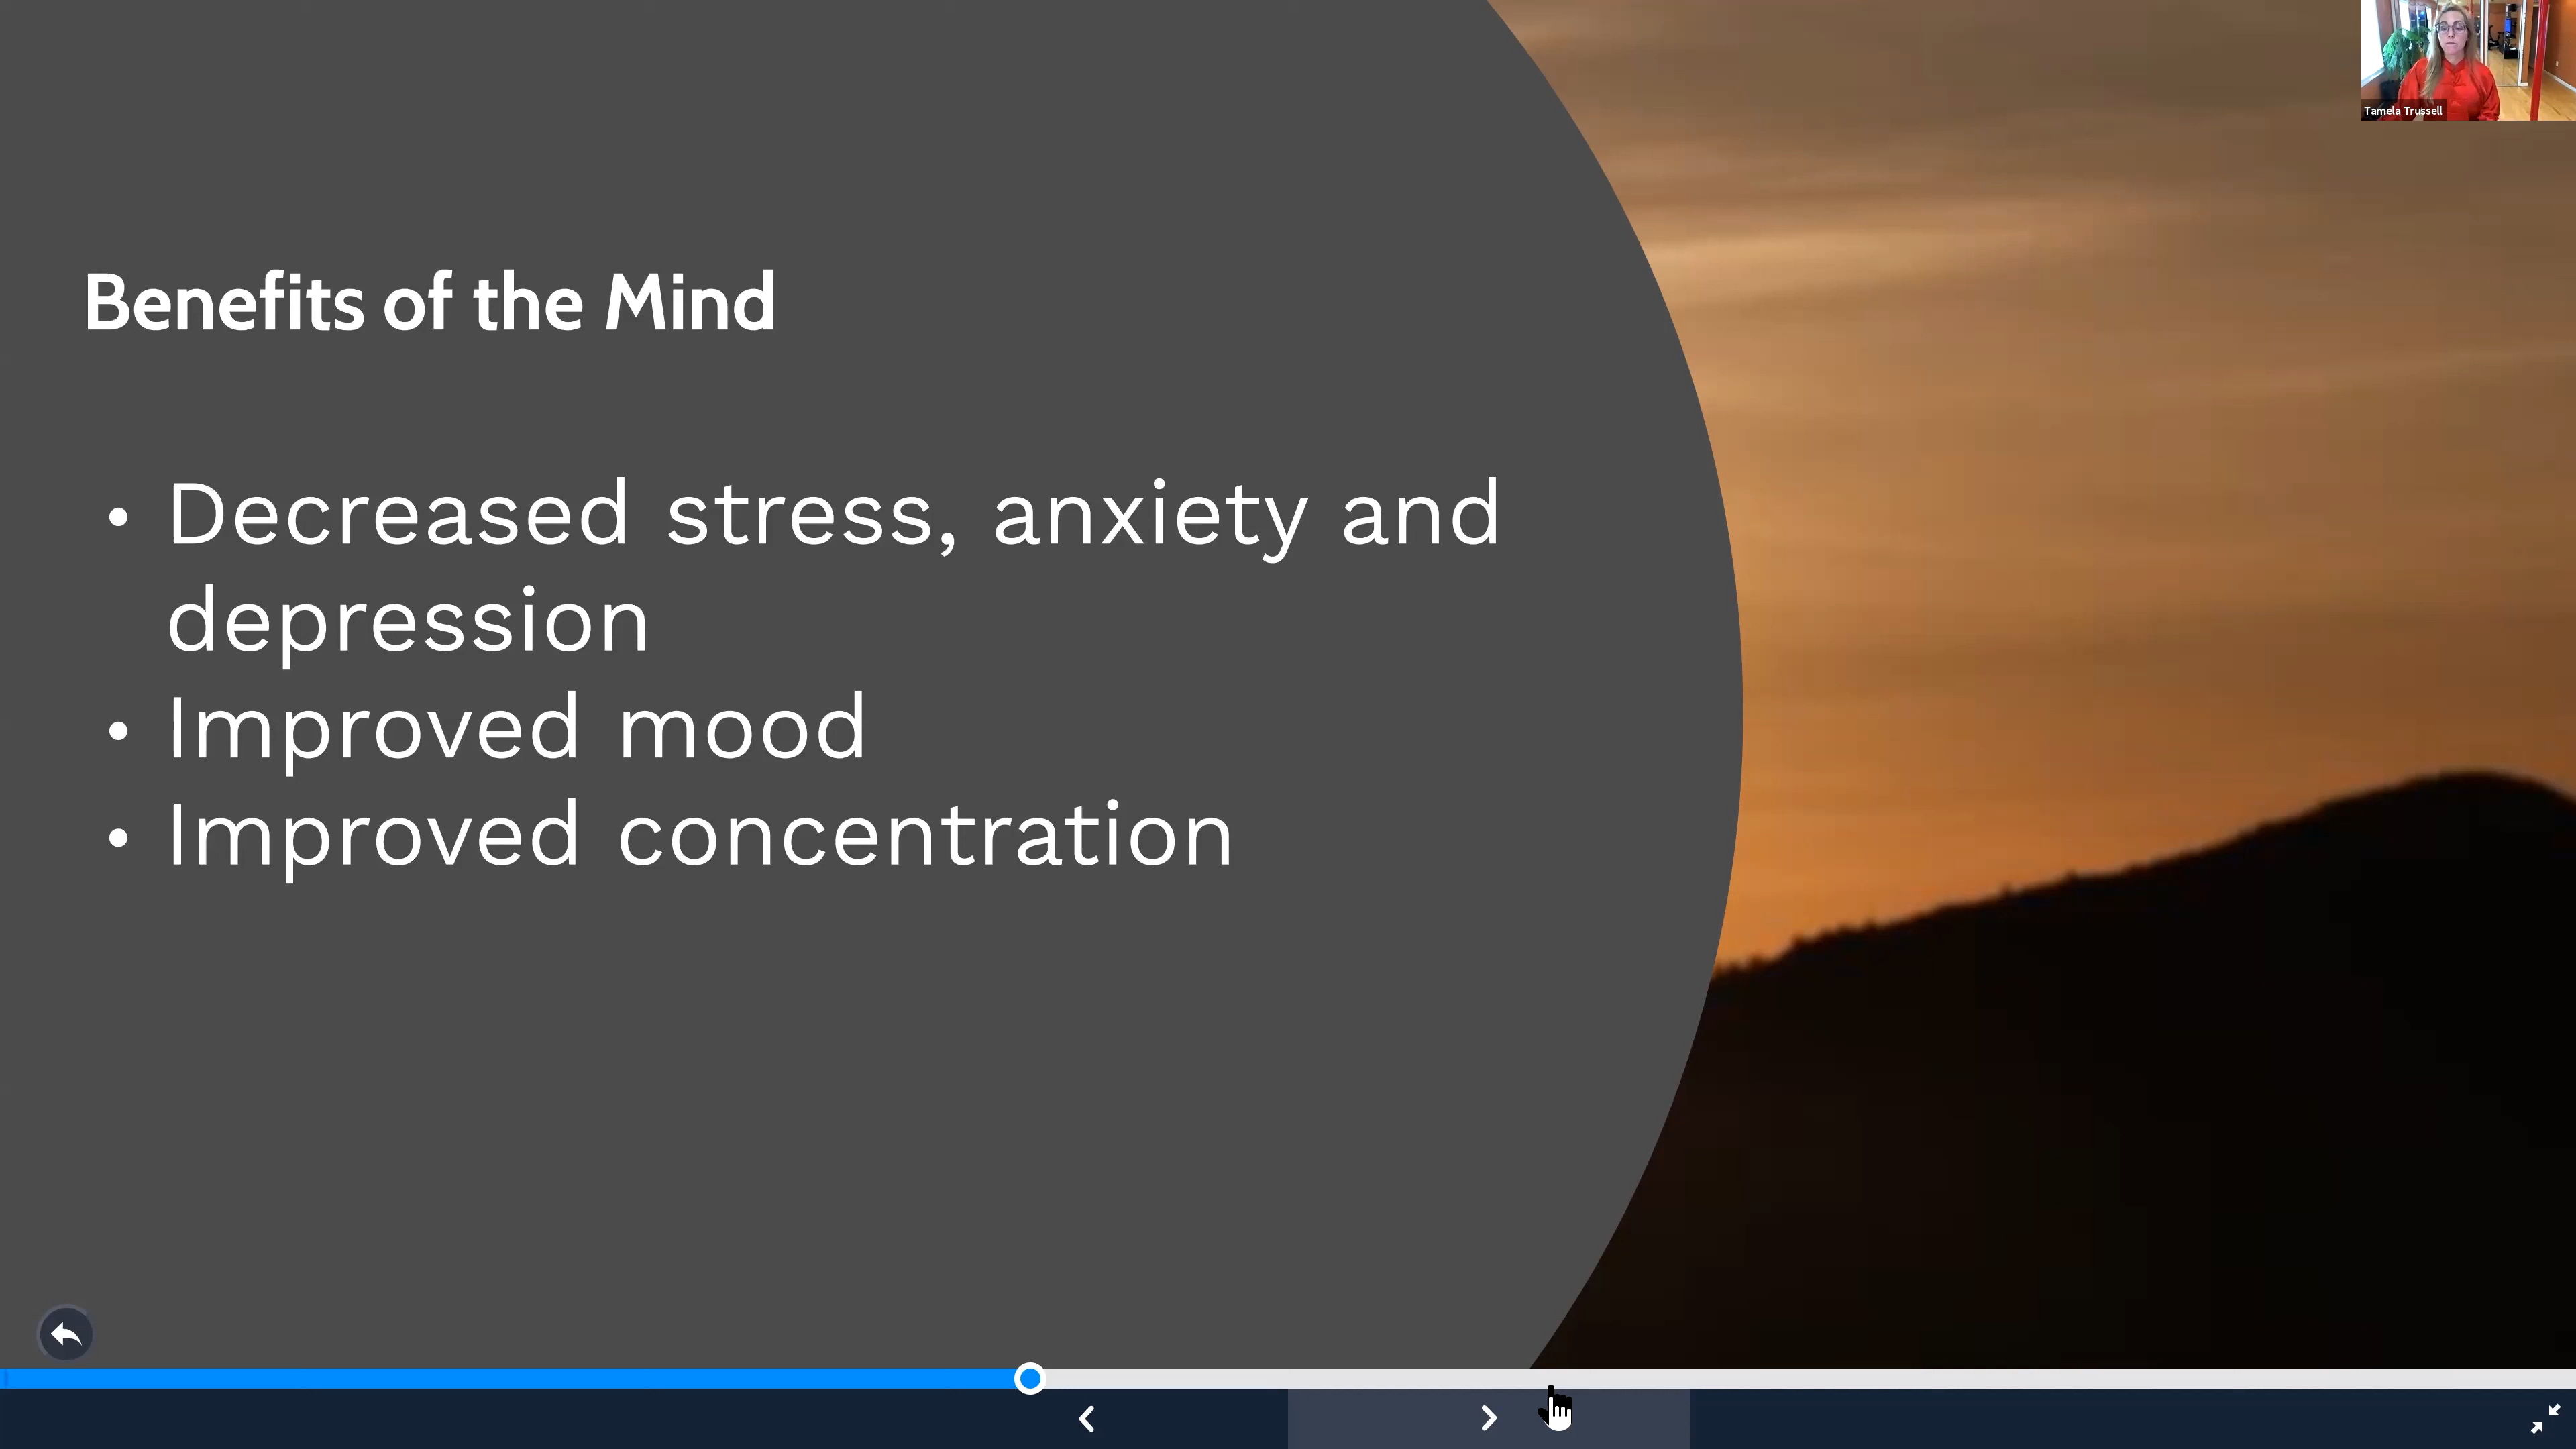 Tamela Trussell
Benefits of the Mind
• Decreased stress, anxiety and
depression
• Improved mood
• Improved concentration